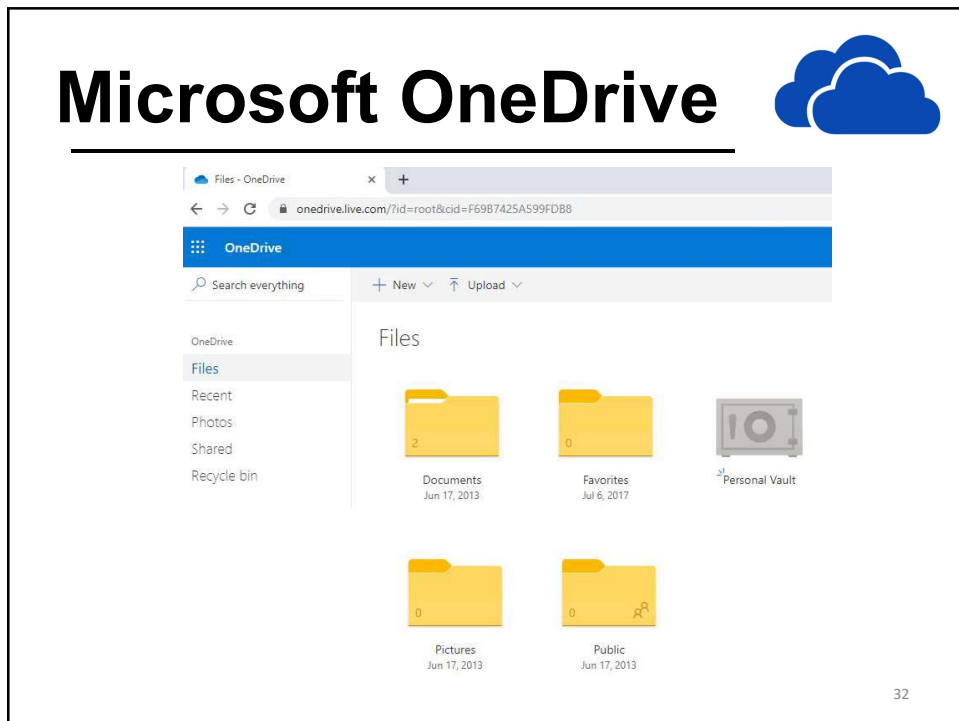 Microsoft OneDrive
Files - OneDrive × +
onedrive.live.com/?id=root&cid=F69B7425A599FDB8
OneDrive
Search everything
New Upload
OneDrive
Files
Recent
Photos
Shared
Recycle bin
Files
2
Documents
Jun 17, 2013
0
Favorites
Jul 6, 2017
Personal Vault
0
Pictures
Jun 17, 2013
0
Public
Jun 17, 2013
32